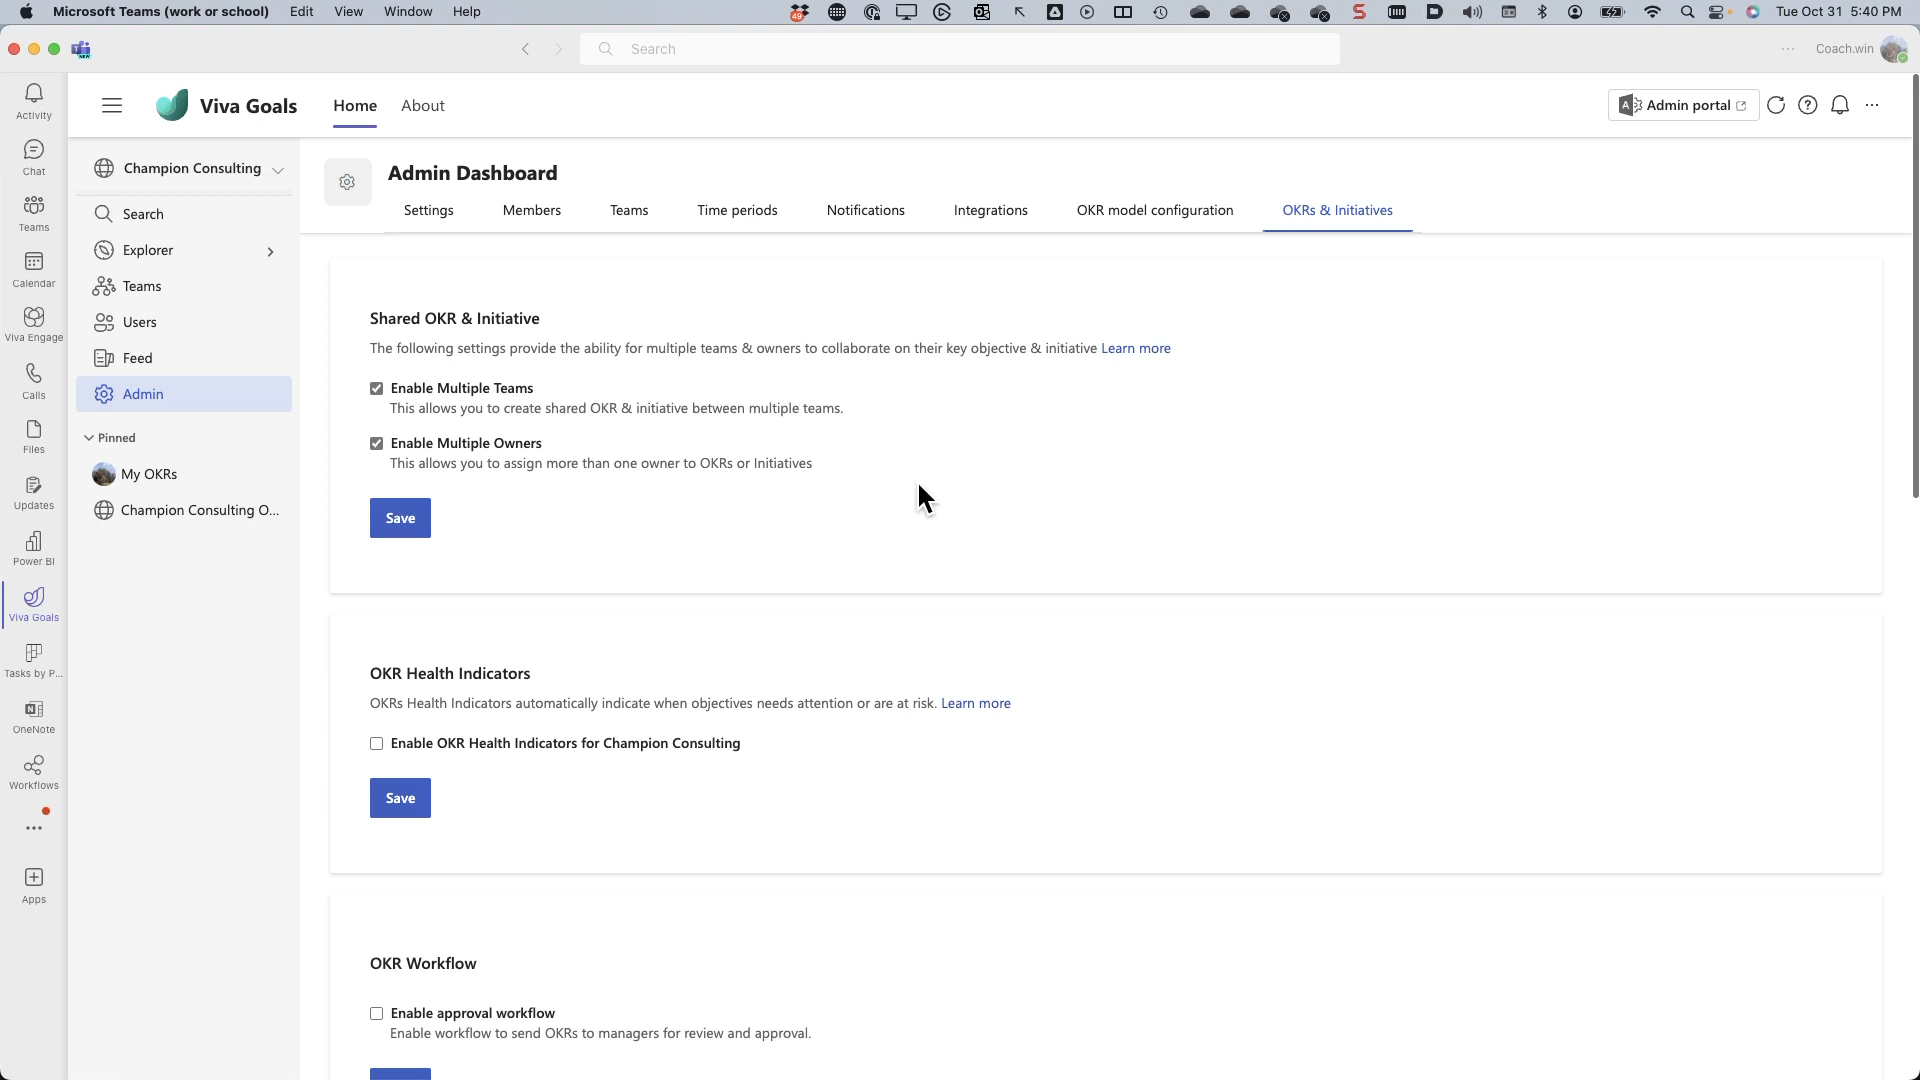 Microsoft Teams (work or school) Edit View Window Help
49
Tue Oct 31 5:40 PM
Search
Coach.win
Activity
Chat
Teams
Calendar
Viva Engage
Calls
Files
Updates
Power BI
Viva Goals
Tasks by P...
OneNote
Workflows
Apps
Viva Goals
Home
About
Admin portal
Champion Consulting
Search
Explorer
Teams
Users
Feed
Admin
Pinned
My OKRs
Champion Consulting O...
Admin Dashboard
Settings Members Teams Time periods Notifications Integrations OKR model configuration OKRs & Initiatives
Shared OKR & Initiative
The following settings provide the ability for multiple teams & owners to collaborate on their key objective & initiative Learn more
Enable Multiple Teams
This allows you to create shared OKR & initiative between multiple teams.
Enable Multiple Owners
This allows you to assign more than one owner to OKRs or Initiatives
Save
OKR Health Indicators
OKRs Health Indicators automatically indicate when objectives needs attention or are at risk. Learn more
Enable OKR Health Indicators for Champion Consulting
Save
OKR Workflow
Enable approval workflow
Enable workflow to send OKRs to managers for review and approval.